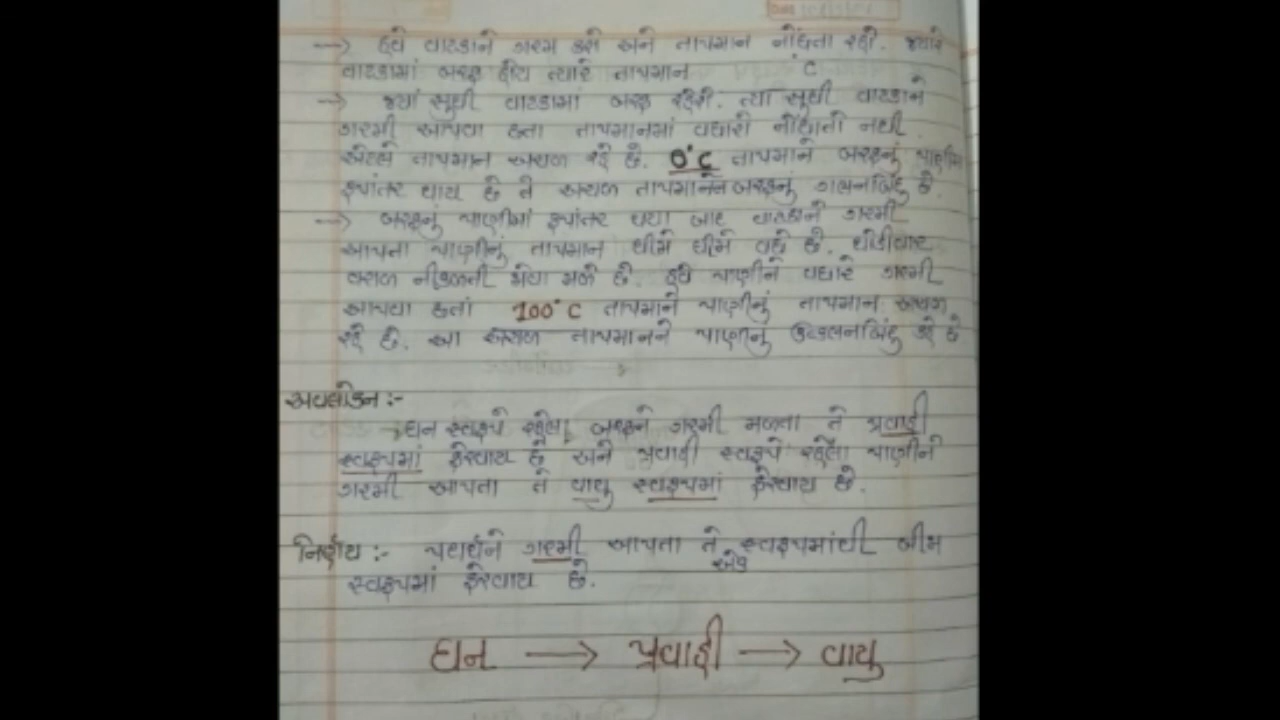 → હવે વાટકાને ગરમ કરો અને તાપમાન નોંધતા રહો. જ્યારે
વાટકામાં બરફ હોય ત્યારે તાપમાન °C
→ જ્યાં સુધી વાટકામાં બરફ રહેશે. ત્યાં સુધી વાટકાને
ગરમી આપવા છતા તાપમાનમાં વધારો નોંધાતો નથી
એટલે તાપમાન અચળ રહે છે. 0°C તાપમાને બરફનું પાણીમાં
રૂપાંતર થાય છે તે અચળ તાપમાનને બરફનું ગલનબિંદુ છે.
→ બરફનું પાણીમાં રૂપાંતર થયા બાદ વાટકાને ગરમી
આપતા પાણીનું તાપમાન ધીમે ધીમે વધે છે. થોડીવાર
વરાળ નીકળતી જોવા મળે છે. હવે પાણીને વધારે ગરમી
આપવા છતાં 100°C તાપમાને પાણીનું તાપમાન અચળ
રહે છે. આ અચળ તાપમાનને પાણીનું ઉત્કલનબિંદુ કહે છે
અવલોકન :-
→ ઘન સ્વરૂપે રહેલા બરફને ગરમી મળતા તે પ્રવાહી
સ્વરૂપમાં ફેરવાય છે અને પ્રવાહી સ્વરૂપે રહેલા પાણીને
ગરમી આપતા તે વાયુ સ્વરૂપમાં ફેરવાય છે.
નિર્ણય :- પદાર્થને ગરમી આપતા તે સ્વરૂપમાંથી બીજા
સ્વરૂપમાં ફેરવાય છે.
ઘન → પ્રવાહી → વાયુ